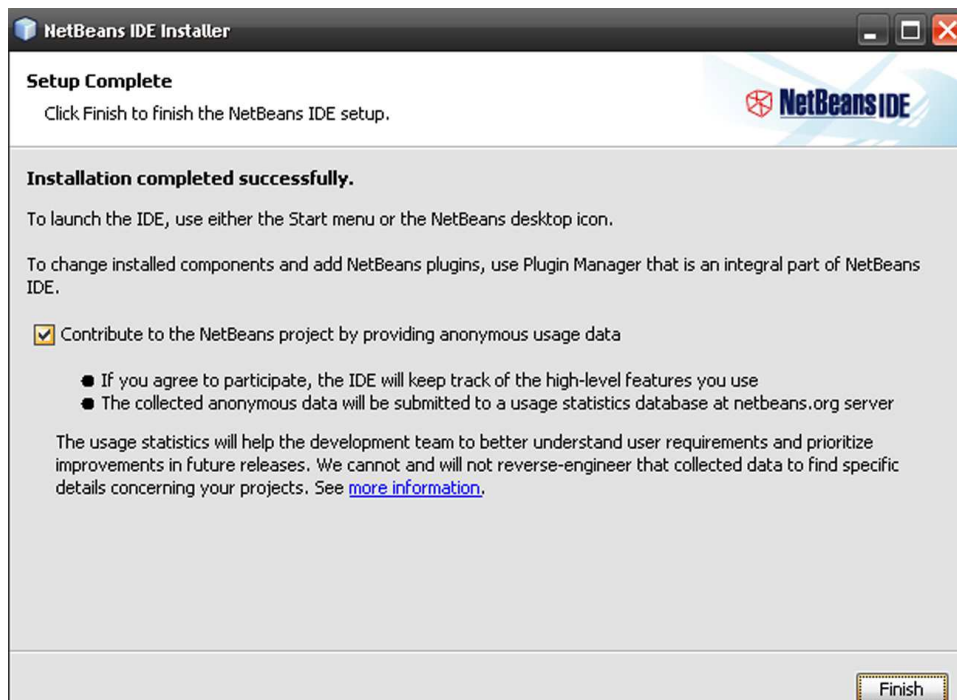 NetBeans IDE Installer
Setup Complete
Click Finish to finish the NetBeans IDE setup.
NetBeans IDE
Installation completed successfully.
To launch the IDE, use either the Start menu or the NetBeans desktop icon.
To change installed components and add NetBeans plugins, use Plugin Manager that is an integral part of NetBeans
IDE.
Contribute to the NetBeans project by providing anonymous usage data
If you agree to participate, the IDE will keep track of the high-level features you use
The collected anonymous data will be submitted to a usage statistics database at netbeans.org server
The usage statistics will help the development team to better understand user requirements and prioritize
improvements in future releases. We cannot and will not reverse-engineer that collected data to find specific
details concerning your projects. See more information.
Finish